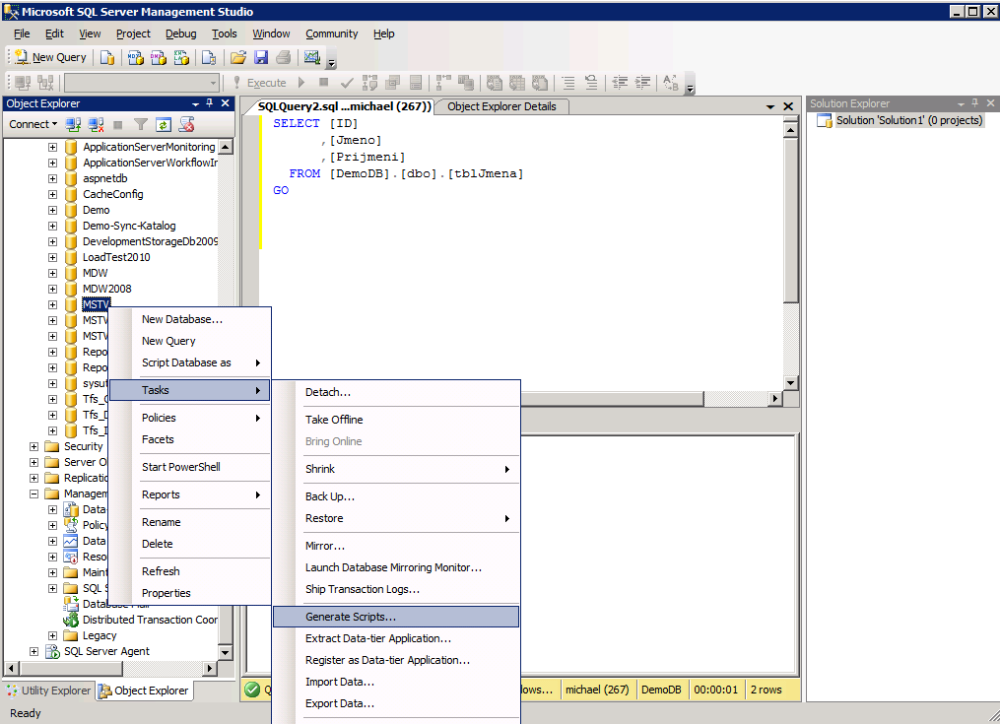 Microsoft SQL Server Management Studio
File Edit View Project Debug Tools Window Community Help
New Query
Execute
Object Explorer
Connect
ApplicationServerMonitoring
ApplicationServerWorkflowIn
aspnetdb
CacheConfig
Demo
Demo-Sync-Katalog
DevelopmentStorageDb2009
LoadTest2010
MDW
MDW2008
MSTV
MSTV
MSTV
Repo
Repo
sysut
Tfs_C
Tfs_D
Tfs_I
Security
Server O
Replicatio
Managem
Data
Policy
Data
Reso
Maint
SQL S
Database Mail
Distributed Transaction Coor
Legacy
SQL Server Agent
Utility Explorer
Object Explorer
Ready
New Database...
New Query
Script Database as
Tasks
Policies
Facets
Start PowerShell
Reports
Rename
Delete
Refresh
Properties
Detach...
Take Offline
Bring Online
Shrink
Back Up...
Restore
Mirror...
Launch Database Mirroring Monitor...
Ship Transaction Logs...
Generate Scripts...
Extract Data-tier Application...
Register as Data-tier Application...
Import Data...
Export Data...
SQLQuery2.sql ...michael (267))
Object Explorer Details
SELECT [ID]
,[Jmeno]
,[Prijmeni]
FROM [DemoDB].[dbo].[tblJmena]
GO
Q
lows... michael (267) DemoDB 00:00:01 2 rows
Solution Explorer
Solution 'Solution1' (0 projects)